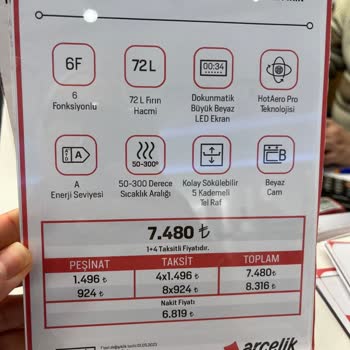 6F
72 L
00:34
6
Fonksiyonlu
72 L Fırın
Hacmi
Dokunmatik
Büyük Beyaz
LED Ekran
HotAero Pro
Teknolojisi
A
50-300°
CB
A
Enerji Seviyesi
50-300 Derece
Sıcaklık Aralığı
Kolay Sökülebilir
5 Kademeli
Tel Raf
Beyaz
Cam
7.480 ₺
1+4 Taksitli Fiyatıdır.
PEŞİNAT TAKSİT TOPLAM
1.496 ₺ 4x1.496 ₺ 7.480 ₺
924 ₺ 8x924 ₺ 8.316 ₺
Nakit Fiyatı
6.819 ₺
arçelik